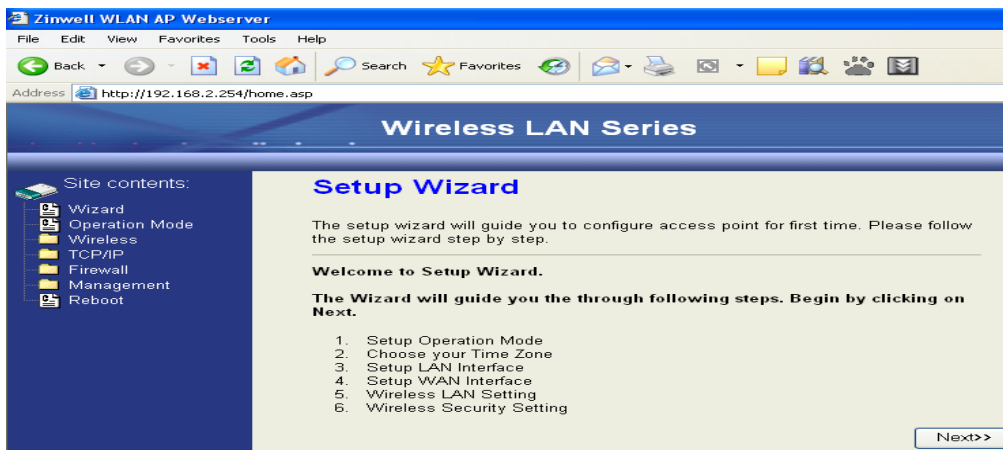 Zinwell WLAN AP Webserver
File Edit View Favorites Tools Help
Back Search Favorites
Address http://192.168.2.254/home.asp
Wireless LAN Series
Site contents:
Wizard
Operation Mode
Wireless
TCP/IP
Firewall
Management
Reboot
Setup Wizard
The setup wizard will guide you to configure access point for first time. Please follow
the setup wizard step by step.
Welcome to Setup Wizard.
The Wizard will guide you the through following steps. Begin by clicking on
Next.
1. Setup Operation Mode
2. Choose your Time Zone
3. Setup LAN Interface
4. Setup WAN Interface
5. Wireless LAN Setting
6. Wireless Security Setting
Next>>